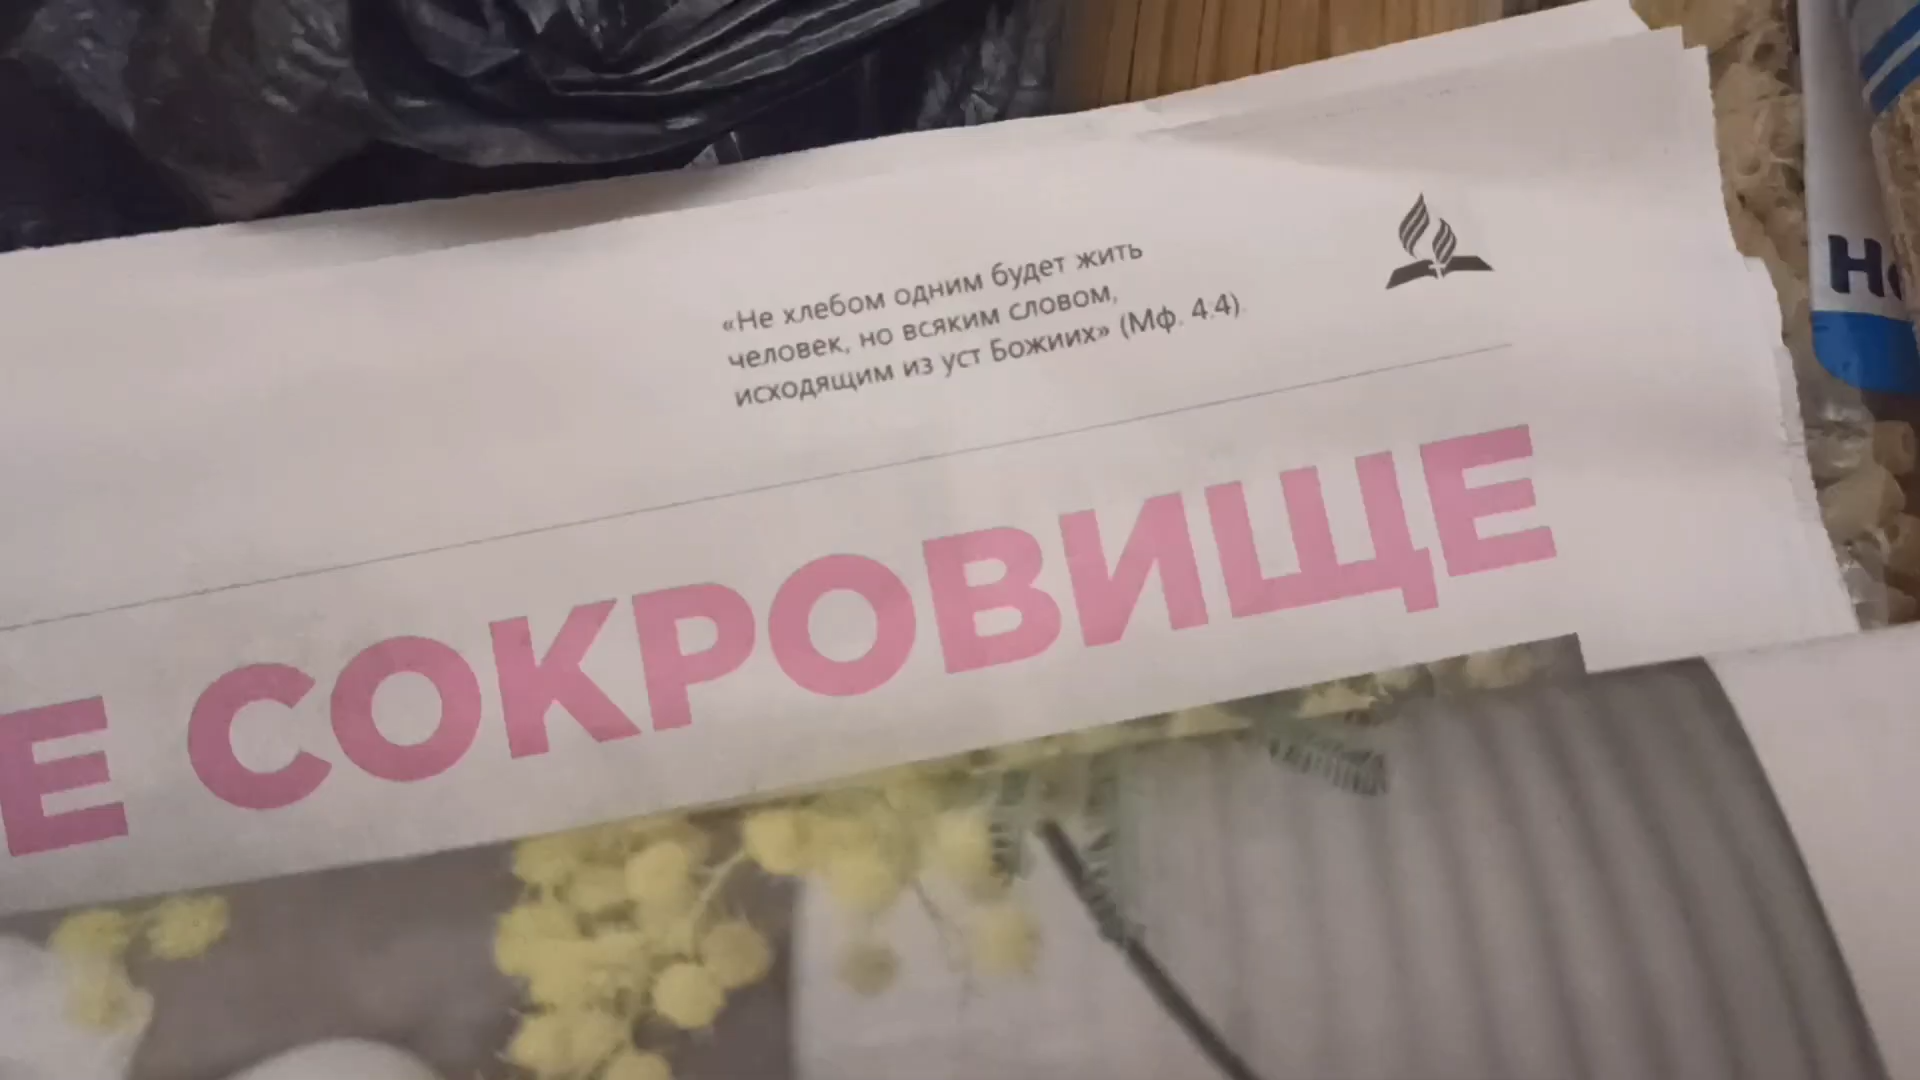 «Не хлебом одним будет жить
человек, но всяким словом,
исходящим из уст Божиих» (Мф. 4:4).
Е СОКРОВИЩЕ